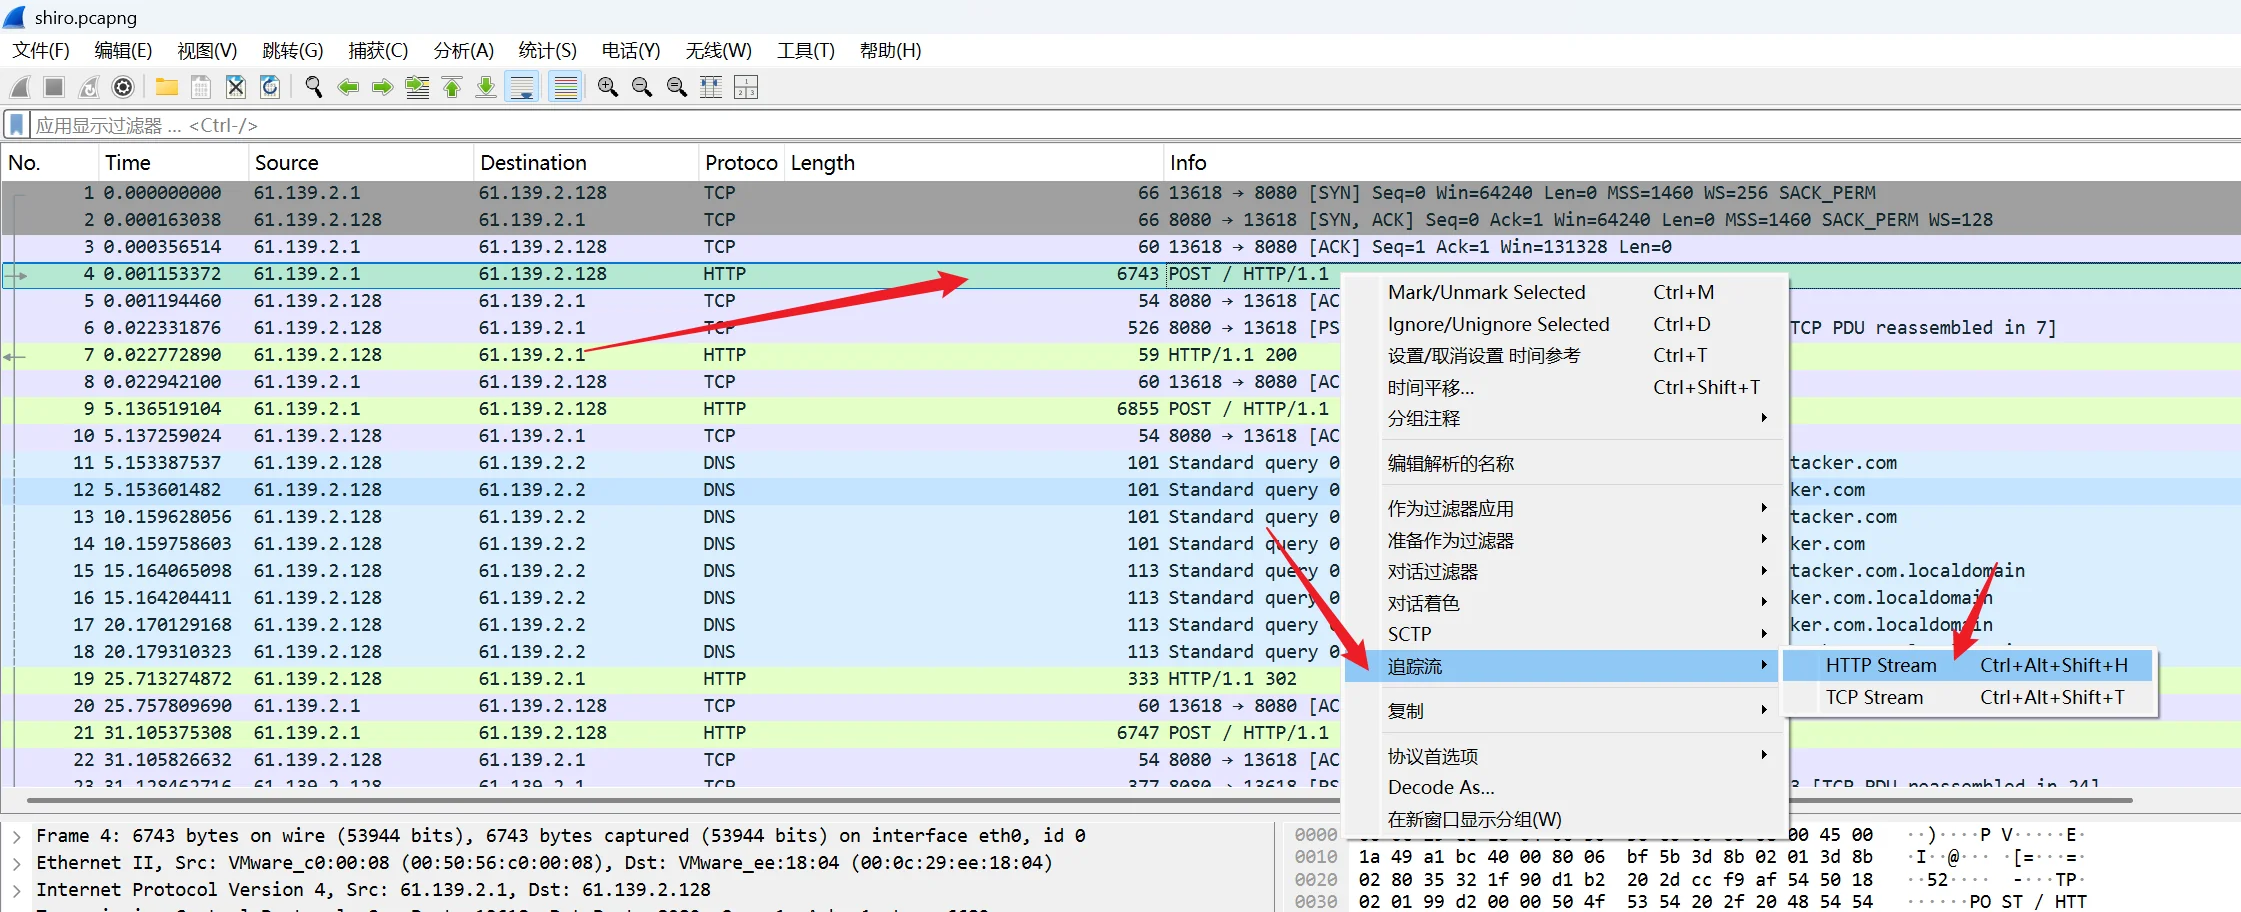 shiro.pcapng
文件(F) 编辑(E) 视图(V) 跳转(G) 捕获(C) 分析(A) 统计(S) 电话(Y) 无线(W) 工具(T) 帮助(H)
应用显示过滤器 … <Ctrl-/>
No. Time Source Destination Protoco Length Info
1 0.000000000 61.139.2.1 61.139.2.128 TCP 66 13618 → 8080 [SYN] Seq=0 Win=64240 Len=0 MSS=1460 WS=256 SACK_PERM
2 0.000163038 61.139.2.128 61.139.2.1 TCP 66 8080 → 13618 [SYN, ACK] Seq=0 Ack=1 Win=64240 Len=0 MSS=1460 SACK_PERM WS=128
3 0.000356514 61.139.2.1 61.139.2.128 TCP 60 13618 → 8080 [ACK] Seq=1 Ack=1 Win=131328 Len=0
4 0.001153372 61.139.2.1 61.139.2.128 HTTP 6743 POST / HTTP/1.1
5 0.001194460 61.139.2.128 61.139.2.1 TCP 54 8080 → 13618 [AC
6 0.022331876 61.139.2.128 61.139.2.1 TCP 526 8080 → 13618 [PS TCP PDU reassembled in 7]
7 0.022772890 61.139.2.128 61.139.2.1 HTTP 59 HTTP/1.1 200
8 0.022942100 61.139.2.1 61.139.2.128 TCP 60 13618 → 8080 [AC
9 5.136519104 61.139.2.1 61.139.2.128 HTTP 6855 POST / HTTP/1.1
10 5.137259024 61.139.2.128 61.139.2.1 TCP 54 8080 → 13618 [AC
11 5.153387537 61.139.2.128 61.139.2.2 DNS 101 Standard query 0 tacker.com
12 5.153601482 61.139.2.128 61.139.2.2 DNS 101 Standard query 0 ker.com
13 10.159628056 61.139.2.128 61.139.2.2 DNS 101 Standard query 0 tacker.com
14 10.159758603 61.139.2.128 61.139.2.2 DNS 101 Standard query 0 ker.com
15 15.164065098 61.139.2.128 61.139.2.2 DNS 113 Standard query 0 tacker.com.localdomain
16 15.164204411 61.139.2.128 61.139.2.2 DNS 113 Standard query 0 ker.com.localdomain
17 20.170129168 61.139.2.128 61.139.2.2 DNS 113 Standard query 0 ker.com.localdomain
18 20.179310323 61.139.2.128 61.139.2.2 DNS 113 Standard query 0
19 25.713274872 61.139.2.128 61.139.2.1 HTTP 333 HTTP/1.1 302
20 25.757809690 61.139.2.1 61.139.2.128 TCP 60 13618 → 8080 [AC
21 31.105375308 61.139.2.1 61.139.2.128 HTTP 6747 POST / HTTP/1.1
22 31.105826632 61.139.2.128 61.139.2.1 TCP 54 8080 → 13618 [AC
23 31.128462716 61.139.2.128 61.139.2.1 TCP 377 8080 → 13618 [PS 3 [TCP PDU reassembled in 24]
Mark/Unmark Selected Ctrl+M
Ignore/Unignore Selected Ctrl+D
设置/取消设置 时间参考 Ctrl+T
时间平移... Ctrl+Shift+T
分组注释
编辑解析的名称
作为过滤器应用
准备作为过滤器
对话过滤器
对话着色
SCTP
追踪流
HTTP Stream Ctrl+Alt+Shift+H
TCP Stream Ctrl+Alt+Shift+T
复制
协议首选项
Decode As...
在新窗口显示分组(W)
Frame 4: 6743 bytes on wire (53944 bits), 6743 bytes captured (53944 bits) on interface eth0, id 0
Ethernet II, Src: VMware_c0:00:08 (00:50:56:c0:00:08), Dst: VMware_ee:18:04 (00:0c:29:ee:18:04)
Internet Protocol Version 4, Src: 61.139.2.1, Dst: 61.139.2.128
0000 00 45 00 ··)····P V·····E·
0010 1a 49 a1 bc 40 00 80 06 bf 5b 3d 8b 02 01 3d 8b ·I··@··· ·[=···=·
0020 02 80 35 32 1f 90 d1 b2 20 2d cc f9 af 54 50 18 ··52···· ·-···TP·
0030 02 01 99 d2 00 00 50 4f 53 54 20 2f 20 48 54 54 ······PO ST / HTT